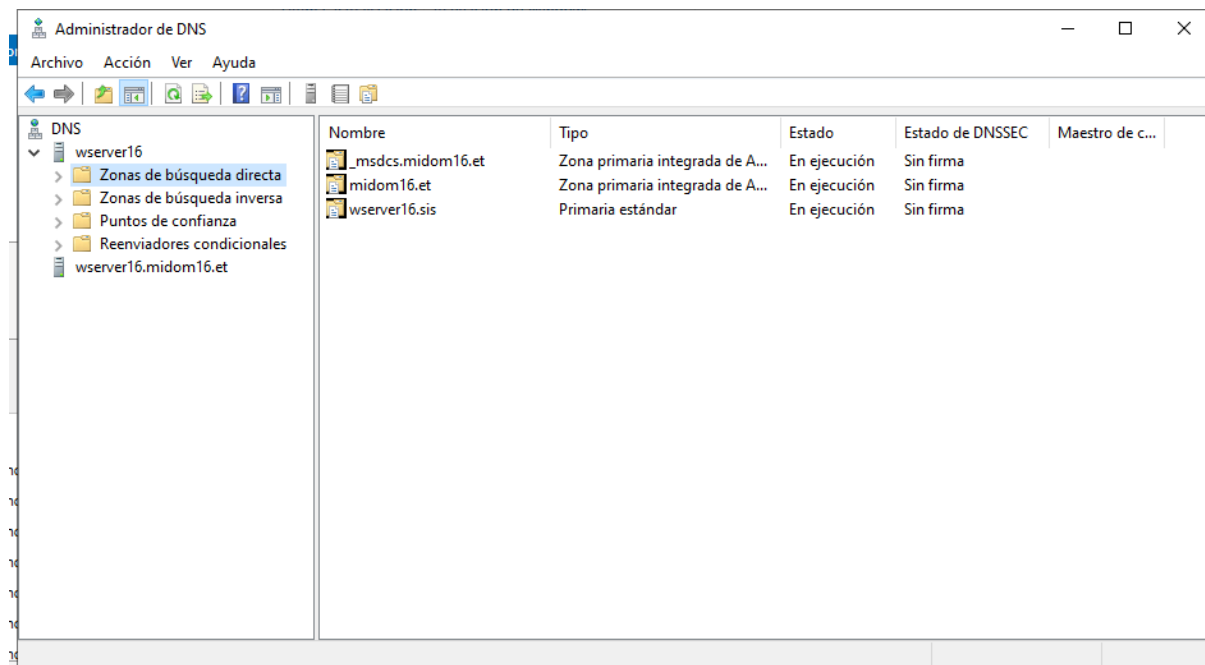 Administrador de DNS
Archivo Acción Ver Ayuda
DNS
wserver16
Zonas de búsqueda directa
Zonas de búsqueda inversa
Puntos de confianza
Reenviadores condicionales
wserver16.midom16.et
Nombre Tipo Estado Estado de DNSSEC Maestro de c...
_msdcs.midom16.et Zona primaria integrada de A... En ejecución Sin firma
midom16.et Zona primaria integrada de A... En ejecución Sin firma
wserver16.sis Primaria estándar En ejecución Sin firma